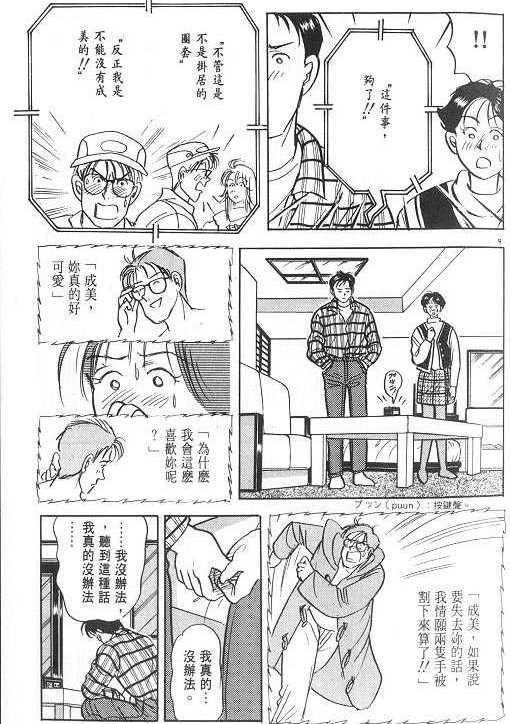 !!
"這件事,
夠了!!"
"不管這是
不是掛居的
圈套"
"反正我是
不能沒有成
美的!!"
9
ブツン(puun):按鍵聲。
「成美,
妳真的好
可愛」
「為什麼
我會這麼
喜歡妳呢
?」
「成美,如果說
要失去妳的話,
我情願兩隻手被
割下來算了!!」
我真的…
沒辦法。
……我沒辦法,
,聽到這種話
我真的沒辦法
……